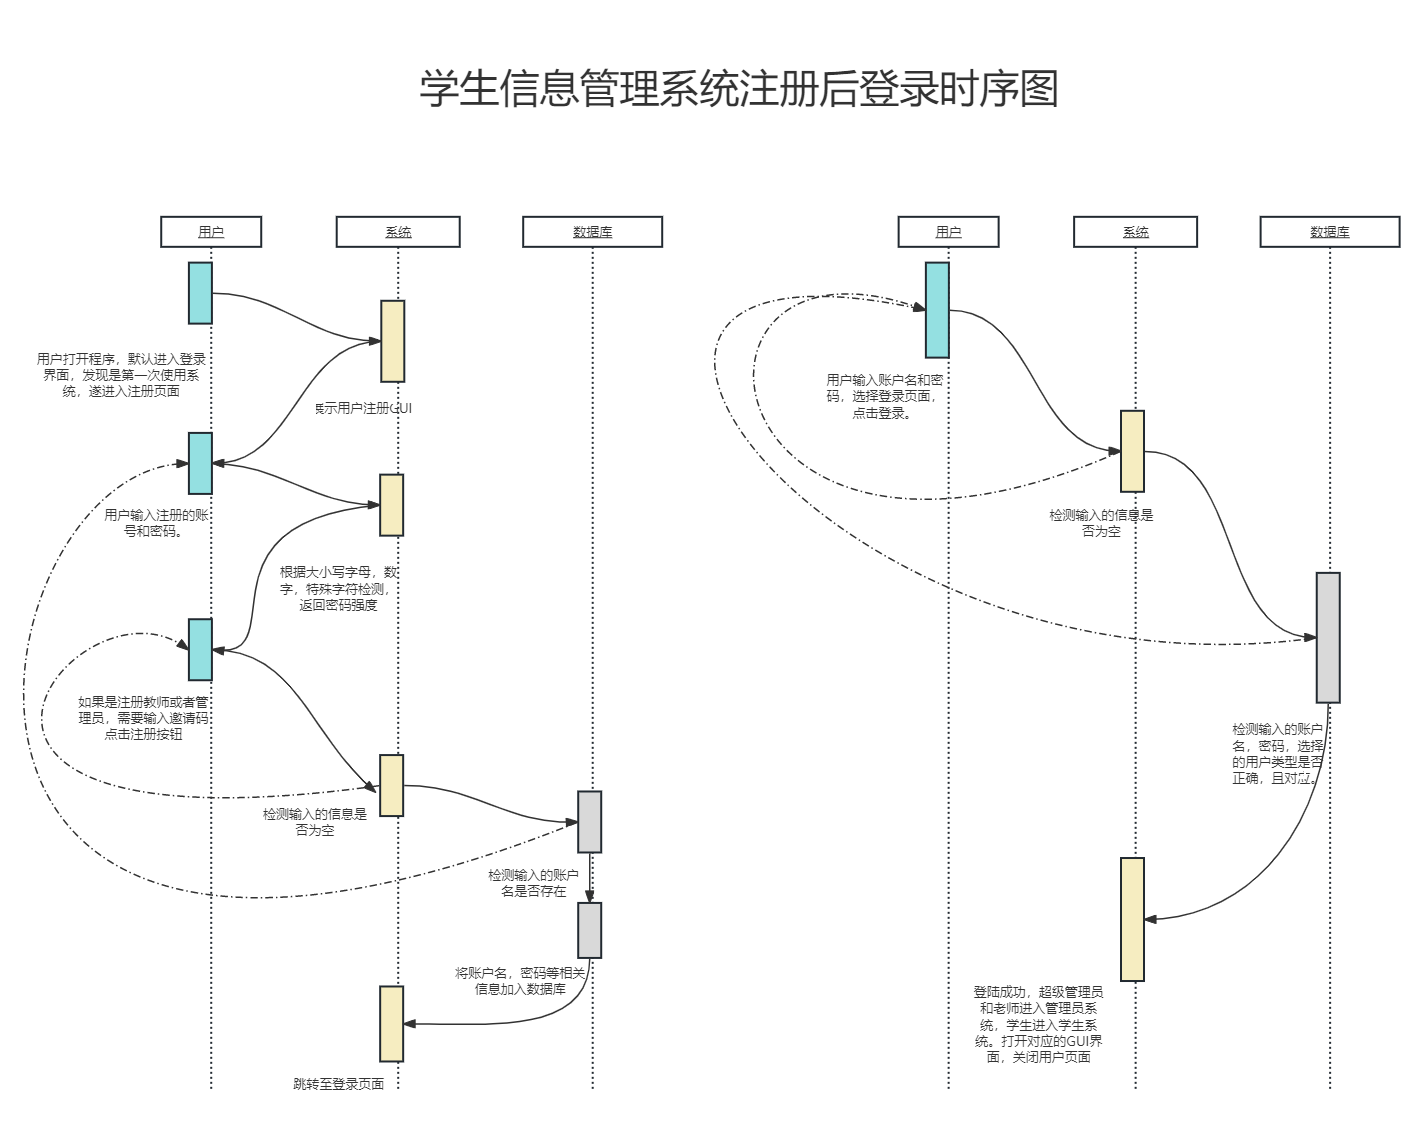 学生信息管理系统注册后登录时序图
用户
系统
数据库
用户打开程序，默认进入登录
界面，发现是第一次使用系
统，遂进入注册页面
展示用户注册GUI
用户输入注册的账
号和密码。
根据大小写字母，数
字，特殊字符检测，
返回密码强度
如果是注册教师或者管
理员，需要输入邀请码
点击注册按钮
检测输入的信息是
否为空
检测输入的账户
名是否存在
将账户名，密码等相关
信息加入数据库
跳转至登录页面
用户
系统
数据库
用户输入账户名和密
码，选择登录页面，
点击登录。
检测输入的信息是
否为空
检测输入的账户
名，密码，选择
的用户类型是否
正确，且对应。
登陆成功，超级管理员
和老师进入管理员系
统，学生进入学生系
统。打开对应的GUI界
面，关闭用户页面